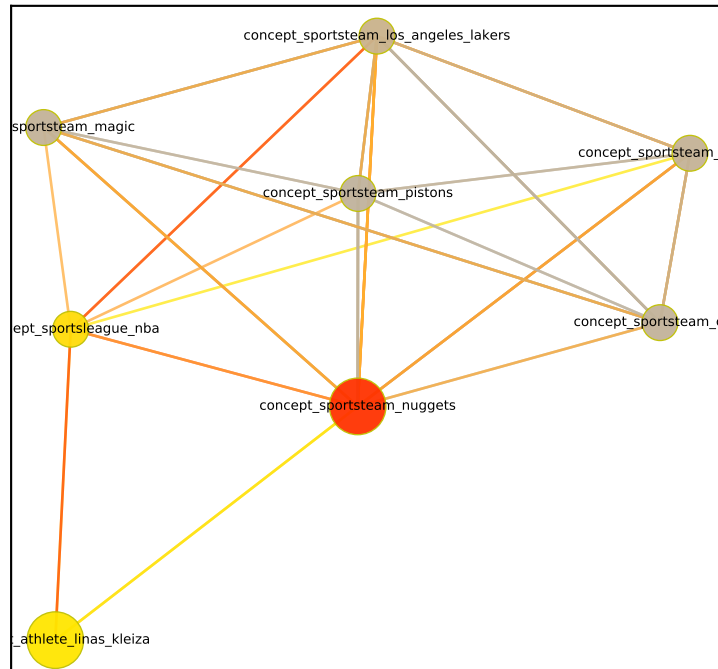 concept_sportsteam_los_angeles_lakers
sportsteam_magic
concept_sportsteam_
concept_sportsteam_pistons
ept_sportsleague_nba
concept_sportsteam_
concept_sportsteam_nuggets
_athlete_linas_kleiza